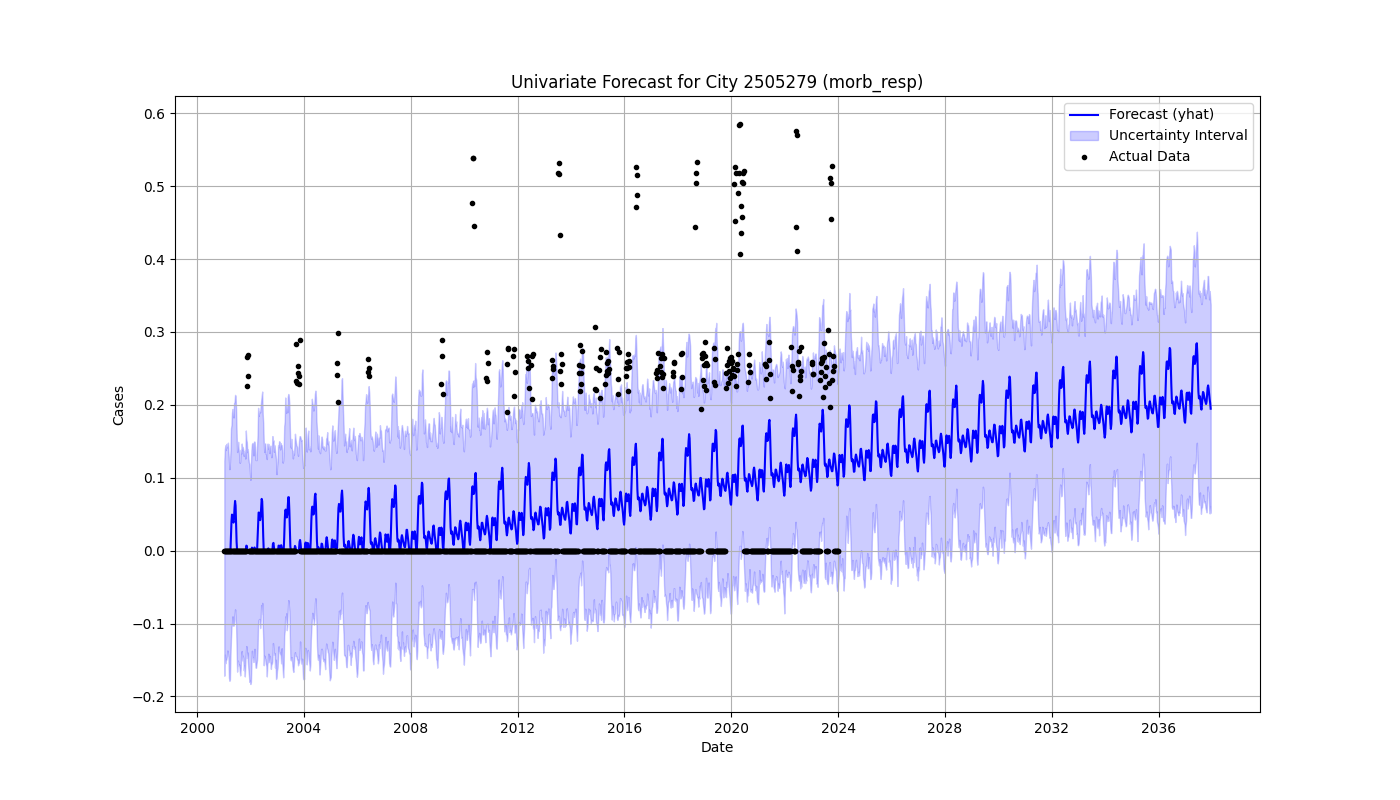 Univariate Forecast for City 2505279 (morb_resp)
Forecast (yhat)
Uncertainty Interval
Actual Data
Cases
0.6
0.5
0.4
0.3
0.2
0.1
0.0
−0.1
−0.2
2000 2004 2008 2012 2016 2020 2024 2028 2032 2036
Date